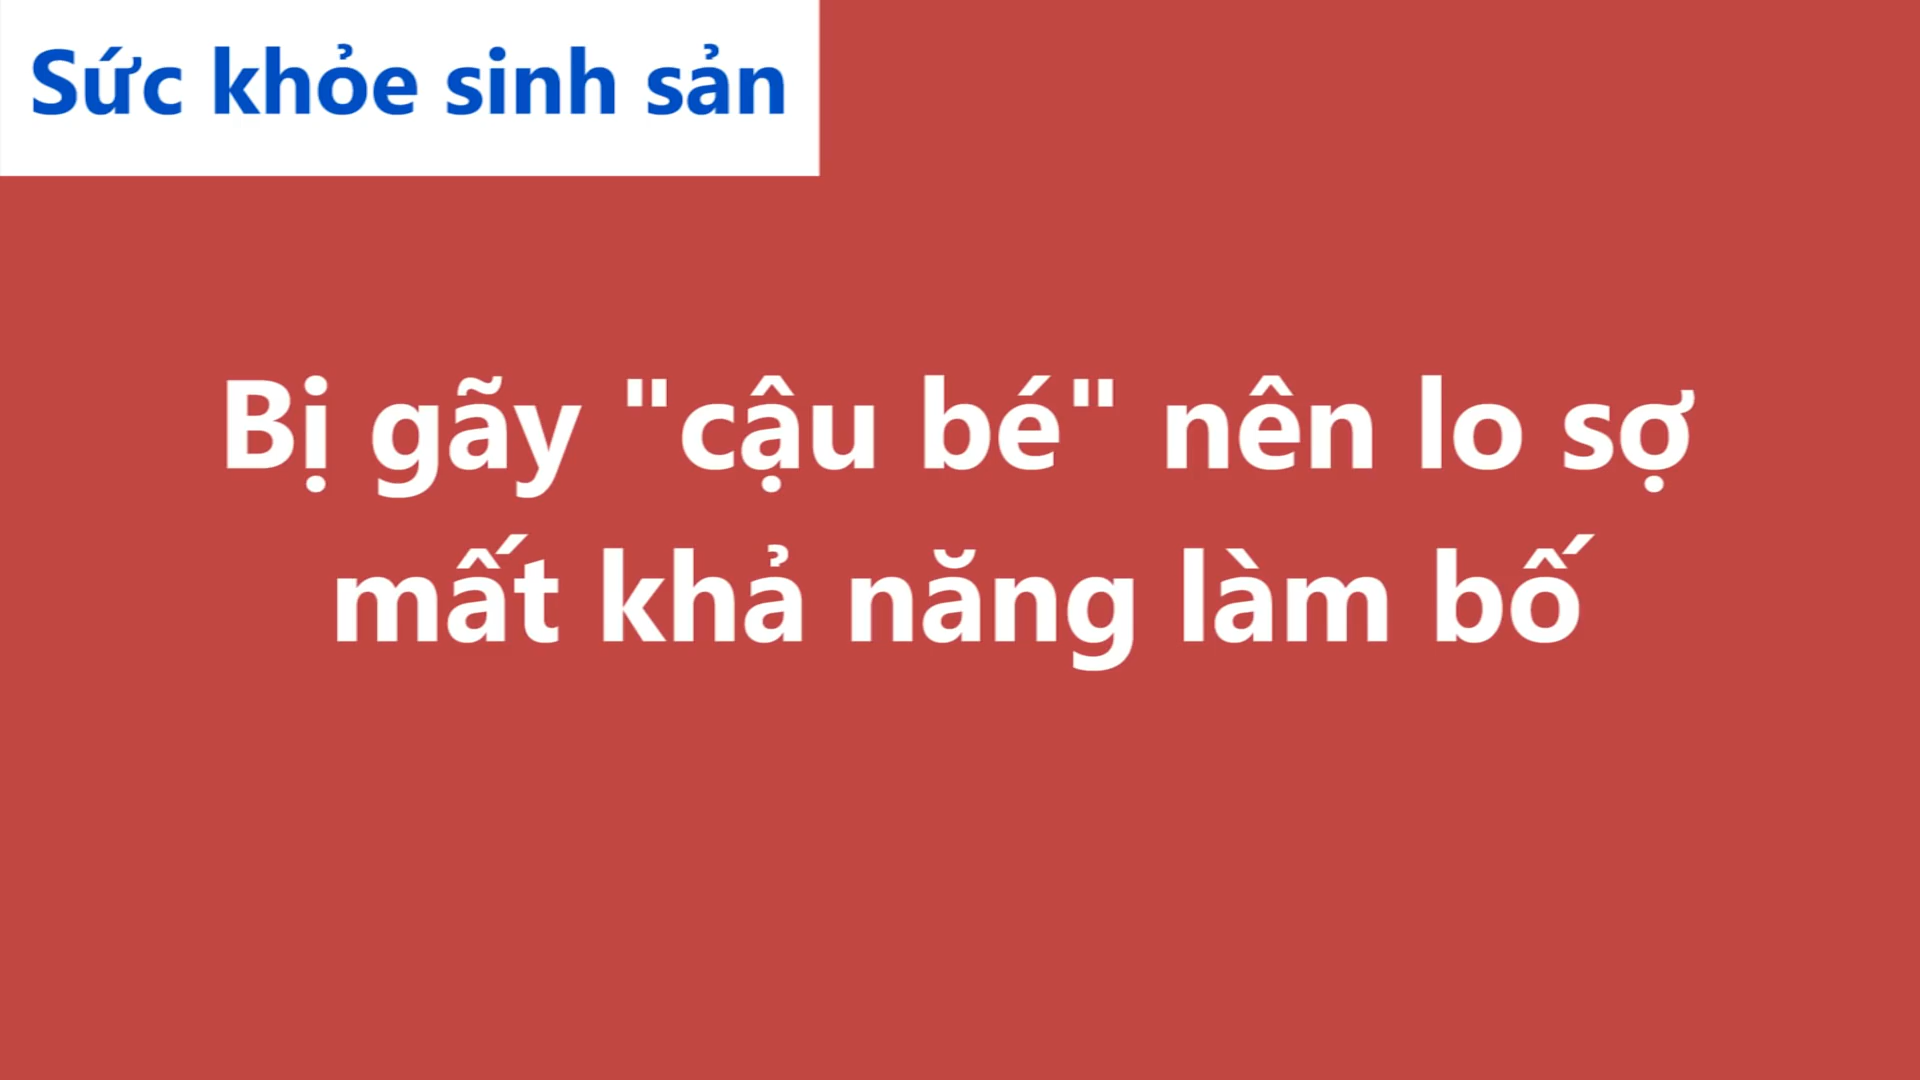 Sức khỏe sinh sản
Bị gãy "cậu bé" nên lo sợ
mất khả năng làm bố